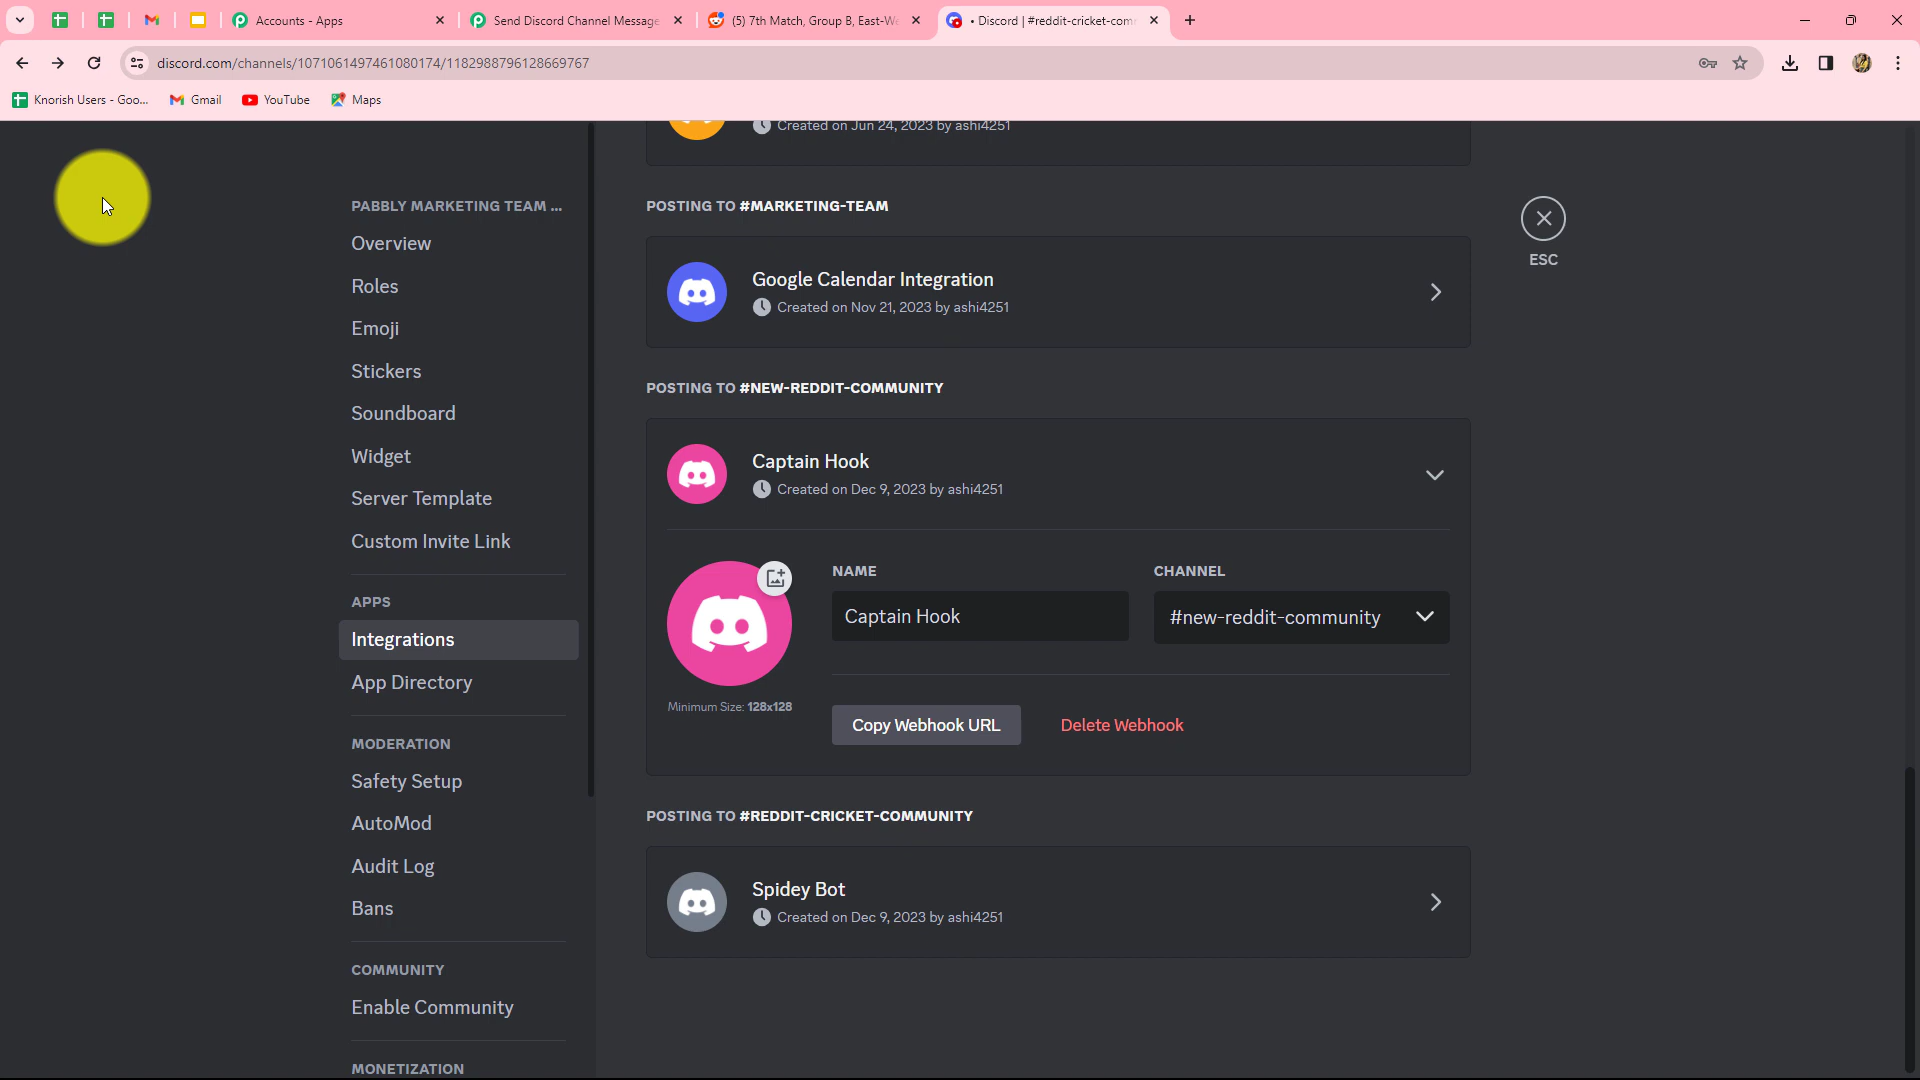 Accounts - Apps
Send Discord Channel Message
(5) 7th Match, Group B, East-We
• Discord | #reddit-cricket-com
discord.com/channels/1071061497461080174/1182988796128669767
Knorish Users - Goo...
Gmail
YouTube
Maps
PABBLY MARKETING TEAM ...
Overview
Roles
Emoji
Stickers
Soundboard
Widget
Server Template
Custom Invite Link
APPS
Integrations
App Directory
MODERATION
Safety Setup
AutoMod
Audit Log
Bans
COMMUNITY
Enable Community
MONETIZATION
Created on Jun 24, 2023 by ashi4251
POSTING TO #MARKETING-TEAM
Google Calendar Integration
Created on Nov 21, 2023 by ashi4251
POSTING TO #NEW-REDDIT-COMMUNITY
Captain Hook
Created on Dec 9, 2023 by ashi4251
NAME
CHANNEL
Captain Hook
#new-reddit-community
Minimum Size: 128x128
Copy Webhook URL
Delete Webhook
POSTING TO #REDDIT-CRICKET-COMMUNITY
Spidey Bot
Created on Dec 9, 2023 by ashi4251
ESC